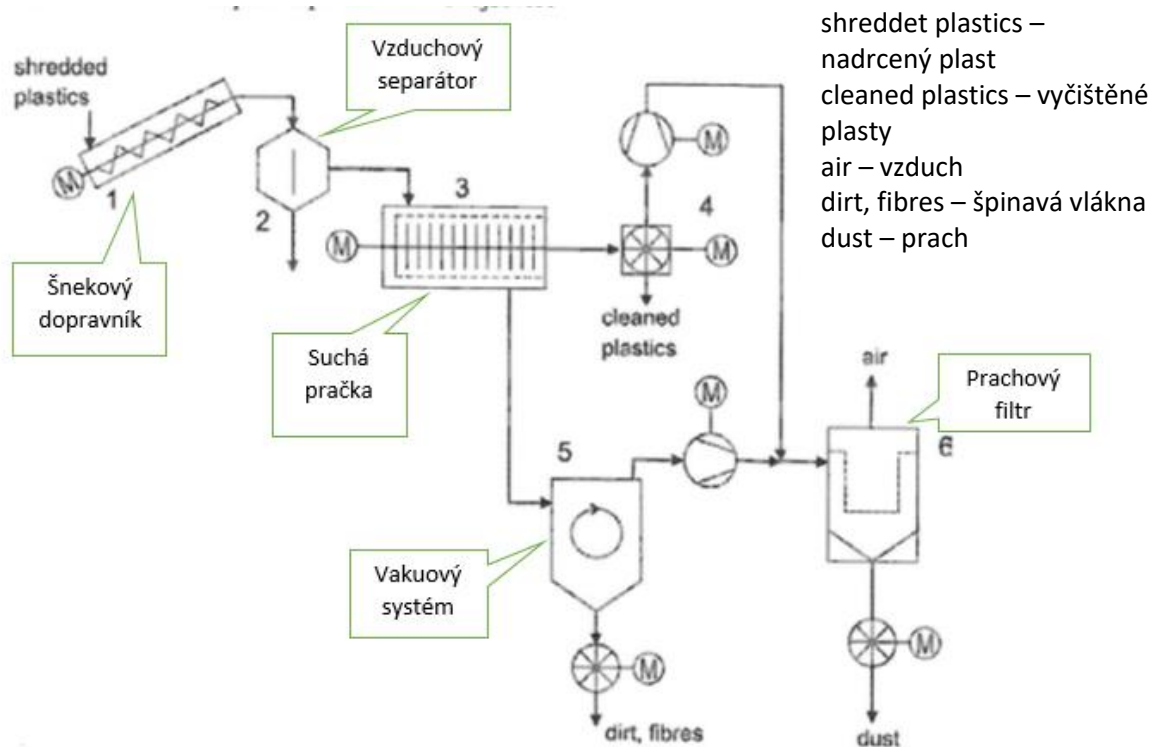 shredded
plastics
M
1
Šnekový
dopravník
Vzduchový
separátor
2
3
M
Suchá
pračka
M
4
M
cleaned
plastics
shreddet plastics –
nadrcený plast
cleaned plastics – vyčištěné
plasty
air – vzduch
dirt, fibres – špinavá vlákna
dust – prach
M
air
Prachový
filtr
5
6
Vakuový
systém
M
dirt, fibres
M
dust